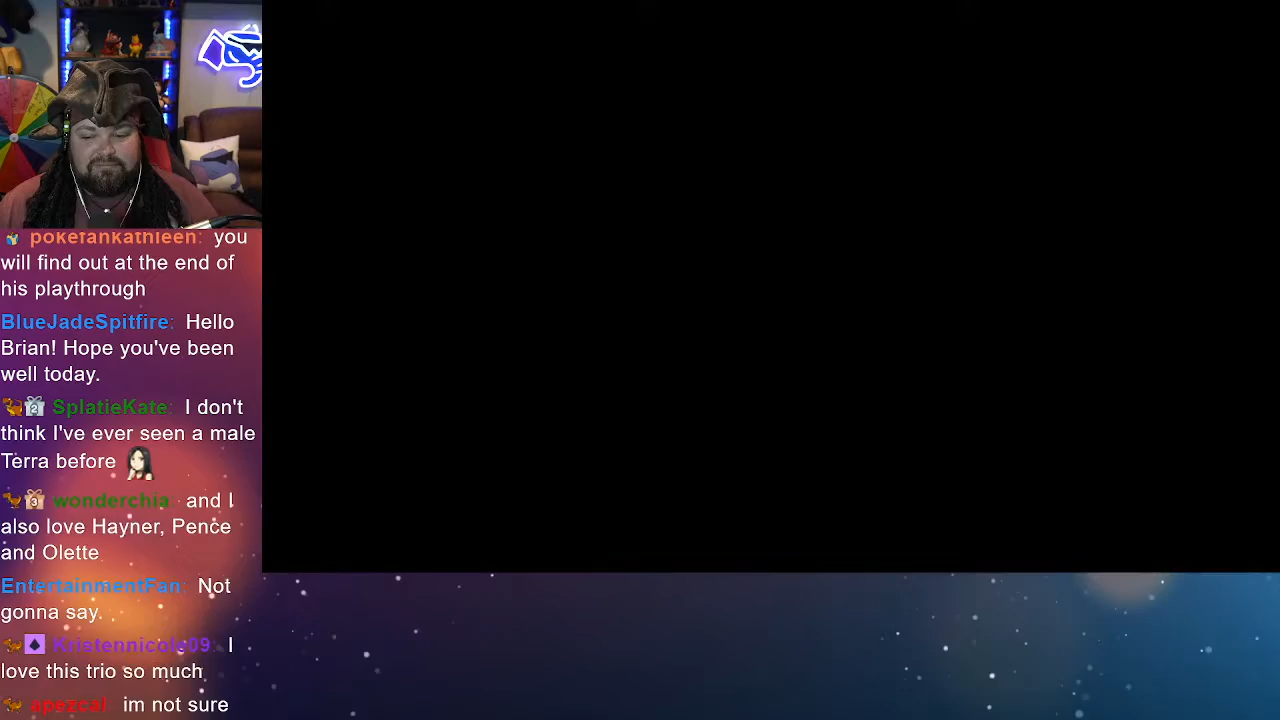 pokefankathleen: you
will find out at the end of
his playthrough
BlueJadeSpitfire: Hello
Brian! Hope you've been
well today.
2 SplatieKate: I don't
think I've ever seen a male
Terra before
3 wonderchia: and I
also love Hayner, Pence
and Olette
EntertainmentFan: Not
gonna say.
Kristennicole09: I
love this trio so much
apezcal: im not sure